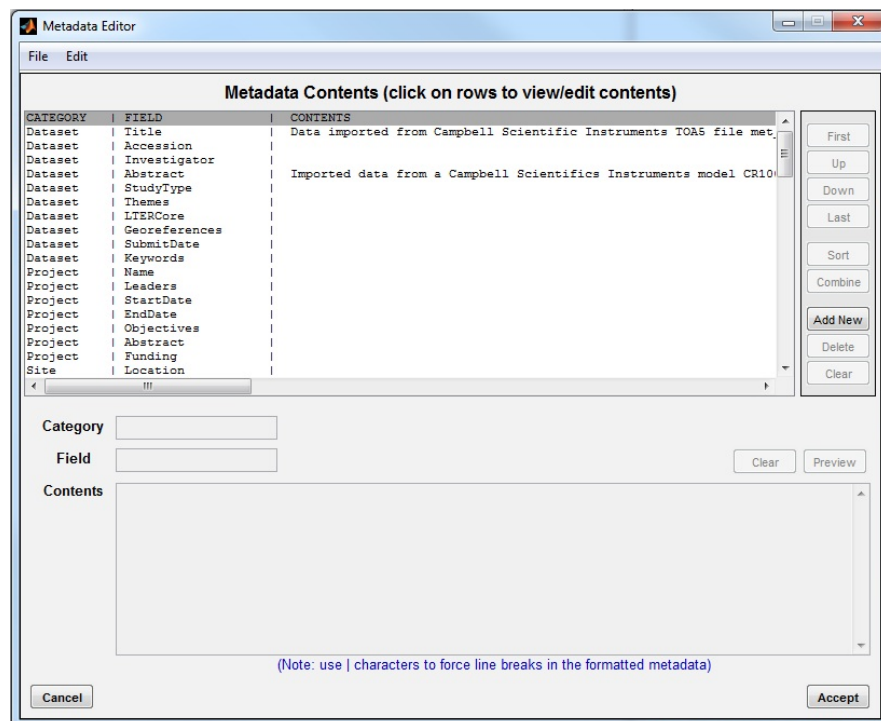 Metadata Editor
File Edit
Metadata Contents (click on rows to view/edit contents)
CATEGORY | FIELD | CONTENTS
Dataset | Title | Data imported from Campbell Scientific Instruments TOA5 file met_
Dataset | Accession |
Dataset | Investigator |
Dataset | Abstract | Imported data from a Campbell Scientifics Instruments model CR10
Dataset | StudyType |
Dataset | Themes |
Dataset | LTERCore |
Dataset | Georeferences |
Dataset | SubmitDate |
Dataset | Keywords |
Project | Name |
Project | Leaders |
Project | StartDate |
Project | EndDate |
Project | Objectives |
Project | Abstract |
Project | Funding |
Site | Location |
First
Up
Down
Last
Sort
Combine
Add New
Delete
Clear
Category
Field
Clear Preview
Contents
(Note: use | characters to force line breaks in the formatted metadata)
Cancel Accept